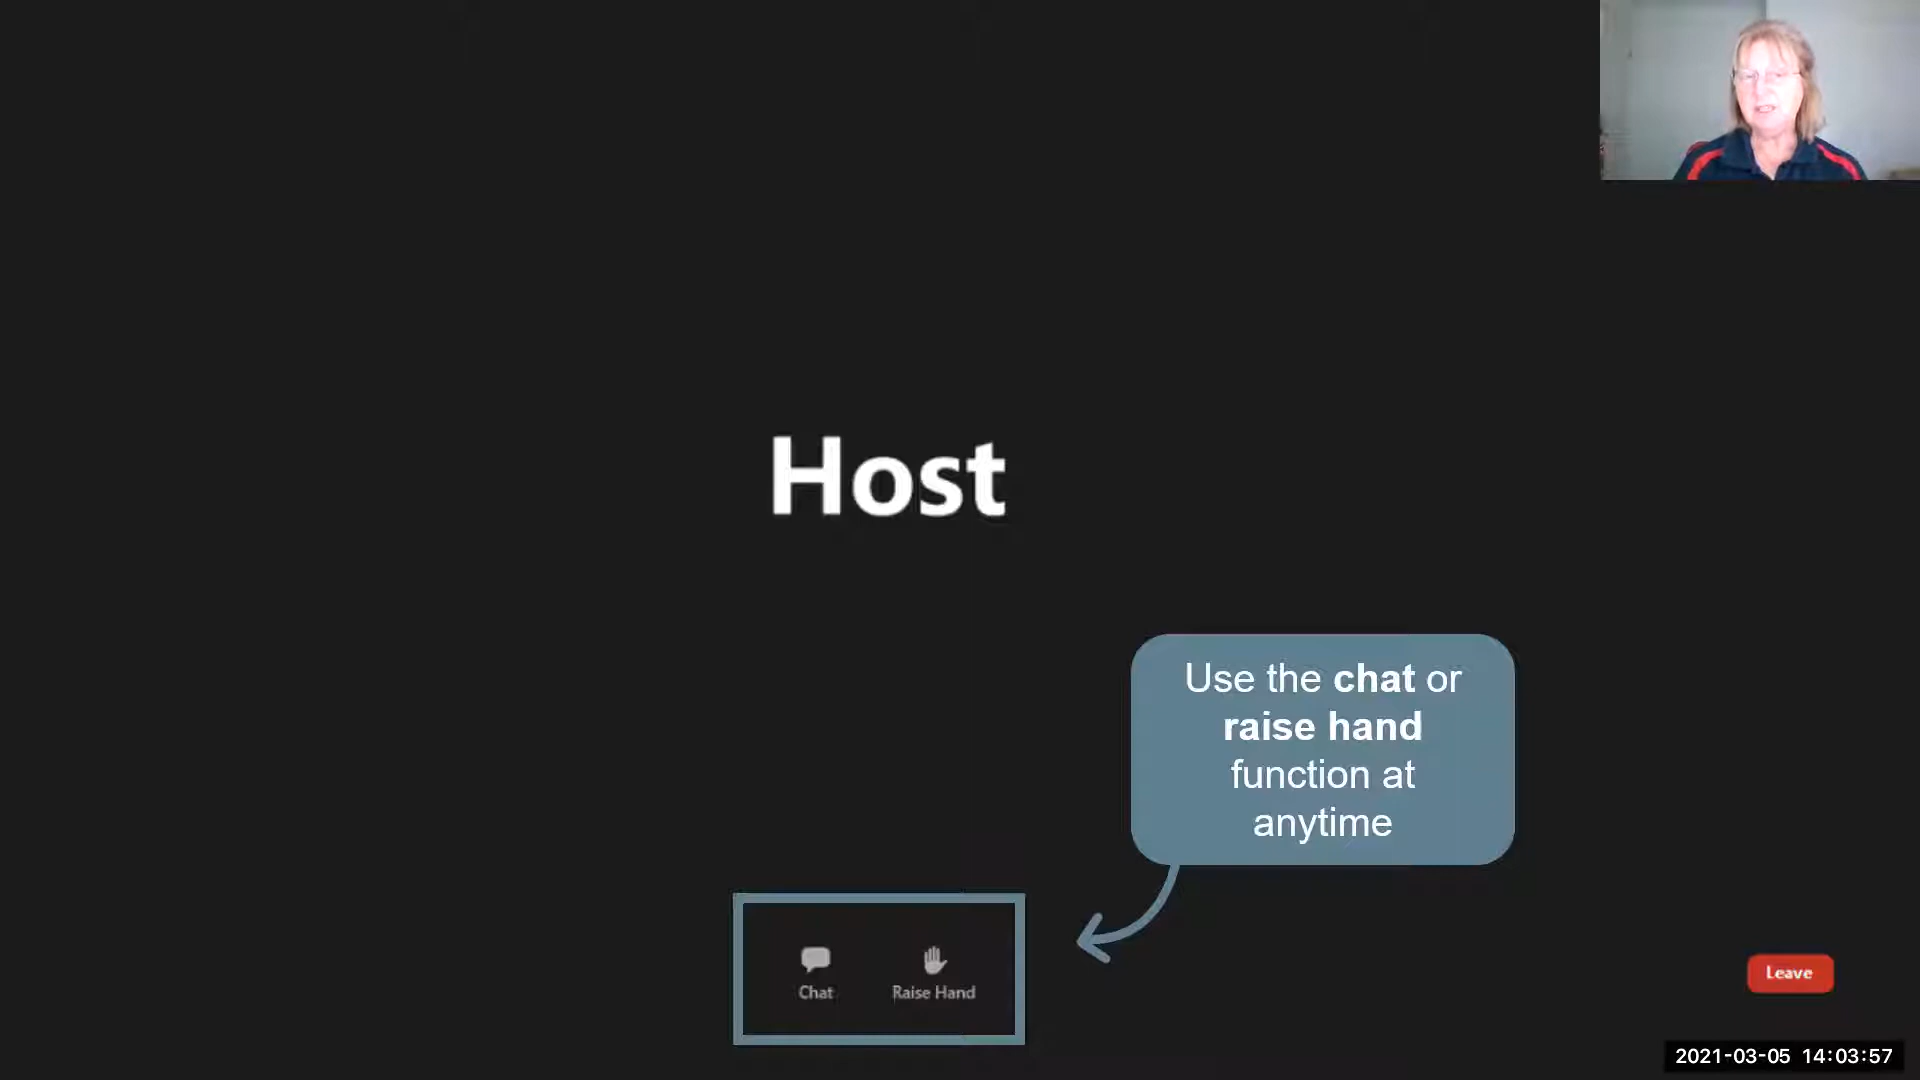 Host
Use the chat or
raise hand
function at
anytime
Chat
Raise Hand
Leave
2021-03-05 14:03:57